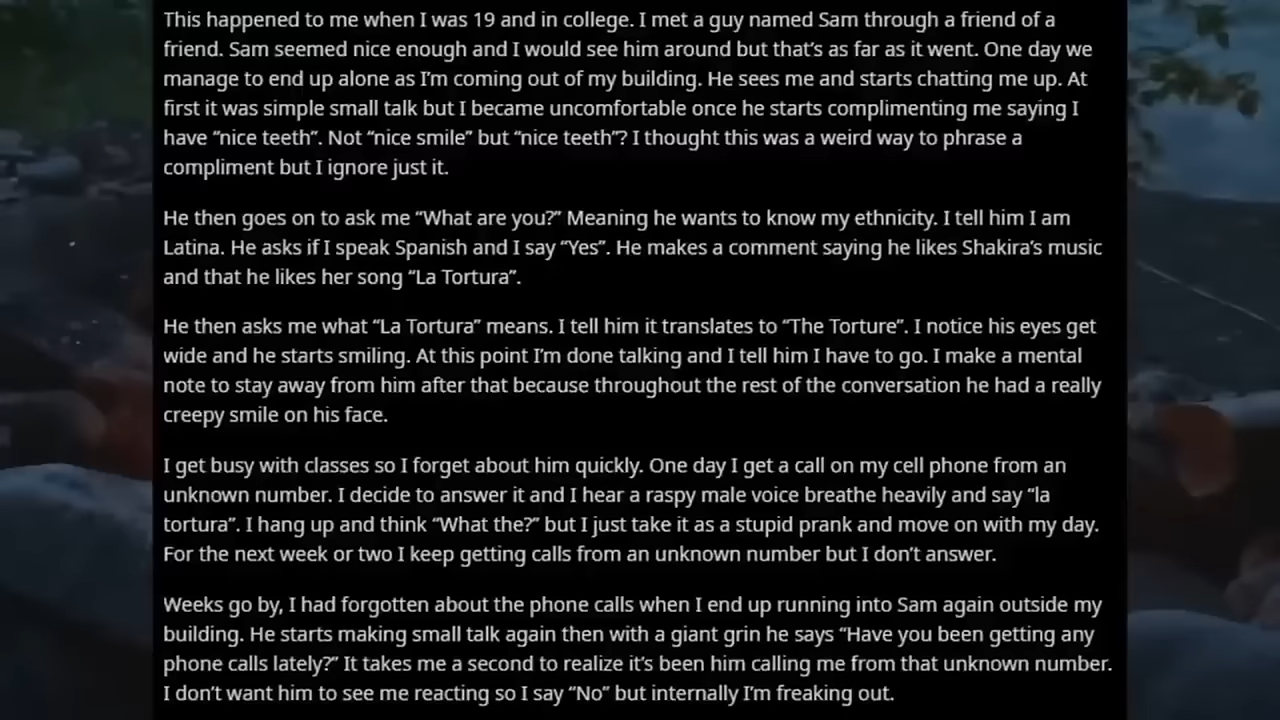 This happened to me when I was 19 and in college. I met a guy named Sam through a friend of a
friend. Sam seemed nice enough and I would see him around but that’s as far as it went. One day we
manage to end up alone as I’m coming out of my building. He sees me and starts chatting me up. At
first it was simple small talk but I became uncomfortable once he starts complimenting me saying I
have “nice teeth”. Not “nice smile” but “nice teeth”? I thought this was a weird way to phrase a
compliment but I ignore just it.
He then goes on to ask me “What are you?” Meaning he wants to know my ethnicity. I tell him I am
Latina. He asks if I speak Spanish and I say “Yes”. He makes a comment saying he likes Shakira’s music
and that he likes her song “La Tortura”.
He then asks me what “La Tortura” means. I tell him it translates to “The Torture”. I notice his eyes get
wide and he starts smiling. At this point I’m done talking and I tell him I have to go. I make a mental
note to stay away from him after that because throughout the rest of the conversation he had a really
creepy smile on his face.
I get busy with classes so I forget about him quickly. One day I get a call on my cell phone from an
unknown number. I decide to answer it and I hear a raspy male voice breathe heavily and say “la
tortura”. I hang up and think “What the?” but I just take it as a stupid prank and move on with my day.
For the next week or two I keep getting calls from an unknown number but I don’t answer.
Weeks go by, I had forgotten about the phone calls when I end up running into Sam again outside my
building. He starts making small talk again then with a giant grin he says “Have you been getting any
phone calls lately?” It takes me a second to realize it’s been him calling me from that unknown number.
I don’t want him to see me reacting so I say “No” but internally I’m freaking out.